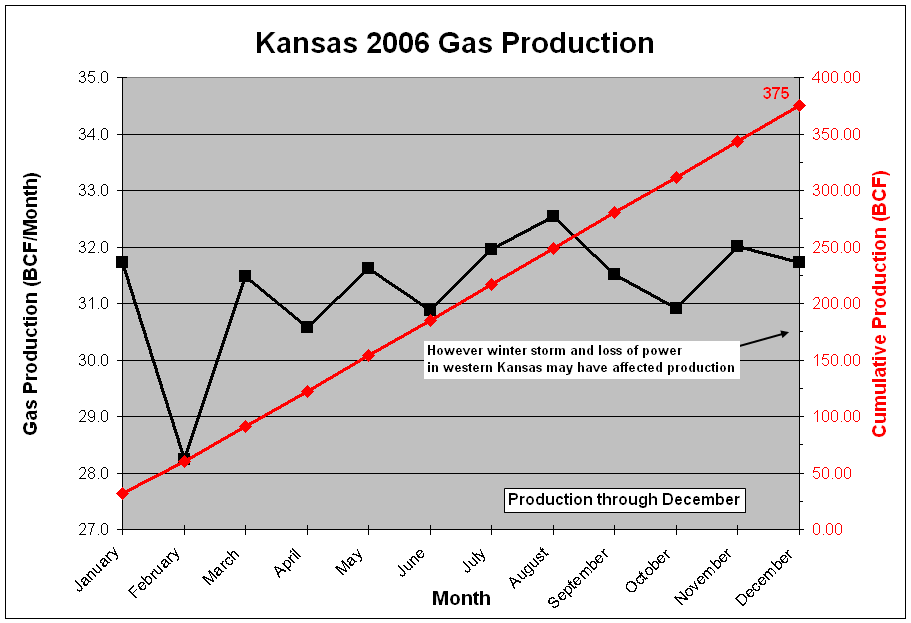 Kansas 2006 Gas Production
35.0
34.0
33.0
32.0
31.0
30.0
29.0
28.0
27.0
Gas Production (BCF/Month)
400.00
350.00
300.00
250.00
200.00
150.00
100.00
50.00
0.00
Cumulative Production (BCF)
375
However winter storm and loss of power
in western Kansas may have affected production
Production through December
January
February
March
April
May
June
July
August
September
October
November
December
Month